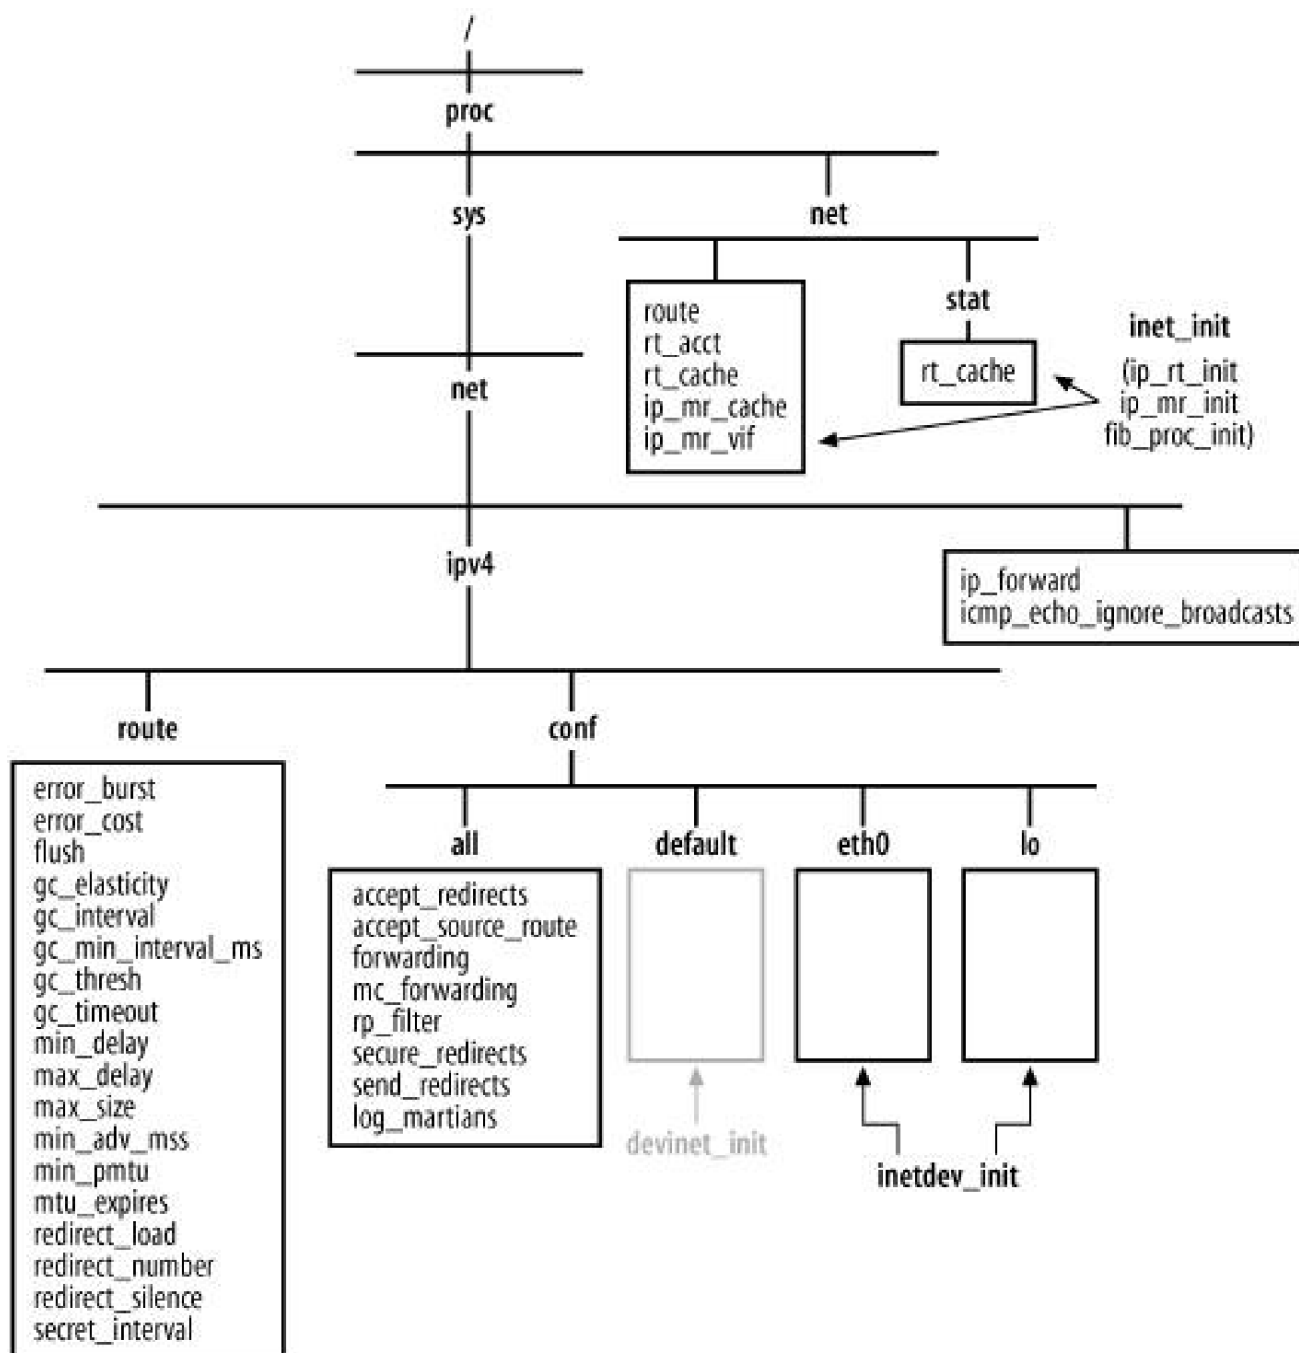 /
proc
sys
net
route
rt_acct
rt_cache
ip_mr_cache
ip_mr_vif
stat
rt_cache
inet_init
(ip_rt_init
ip_mr_init
fib_proc_init)
net
ipv4
ip_forward
icmp_echo_ignore_broadcasts
route
error_burst
error_cost
flush
gc_elasticity
gc_interval
gc_min_interval_ms
gc_thresh
gc_timeout
min_delay
max_delay
max_size
min_adv_mss
min_pmtu
mtu_expires
redirect_load
redirect_number
redirect_silence
secret_interval
conf
all
accept_redirects
accept_source_route
forwarding
mc_forwarding
rp_filter
secure_redirects
send_redirects
log_martians
default
devinet_init
eth0
lo
inetdev_init